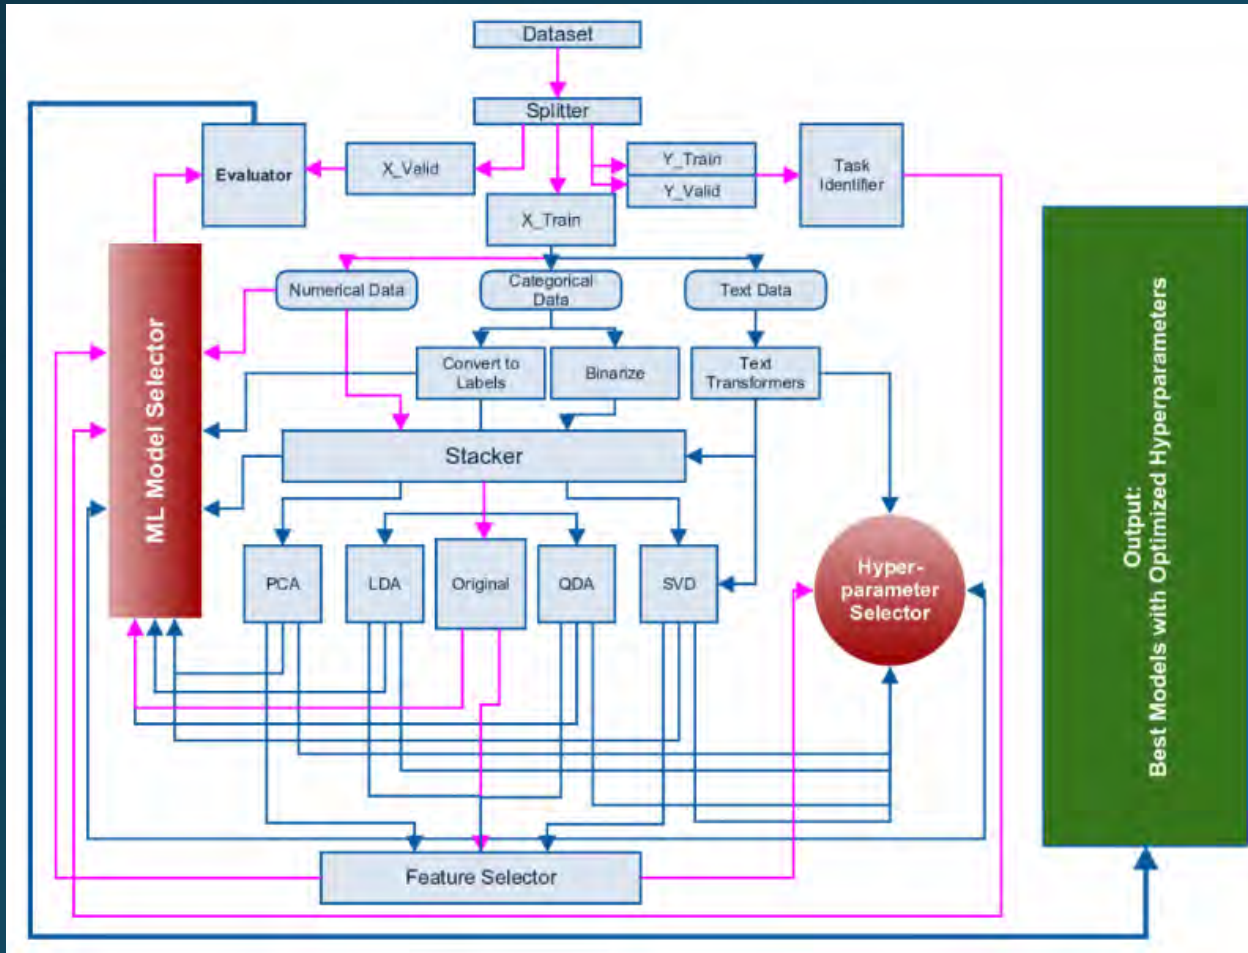 Dataset
Splitter
Evaluator
X_Valid
Y_Train
Y_Valid
Task
Identifier
X_Train
Numerical Data
Categorical
Data
Text Data
ML Model Selector
Convert to
Labels
Binarize
Text
Transformers
Stacker
PCA
LDA
Original
QDA
SVD
Hyper-
parameter
Selector
Feature Selector
Output:
Best Models with Optimized Hyperparameters